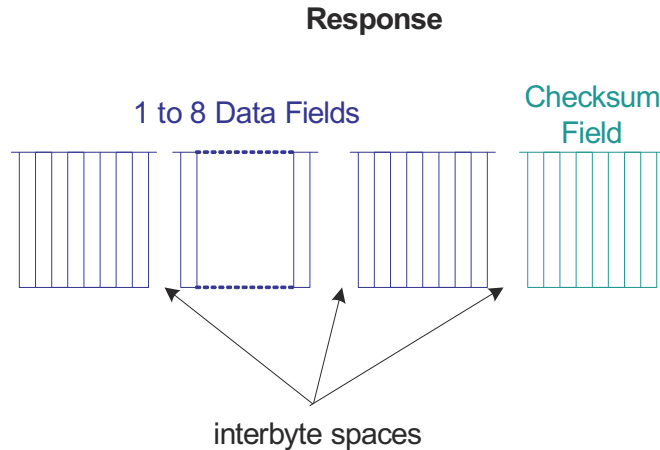 Response
1 to 8 Data Fields
Checksum
Field
interbyte spaces